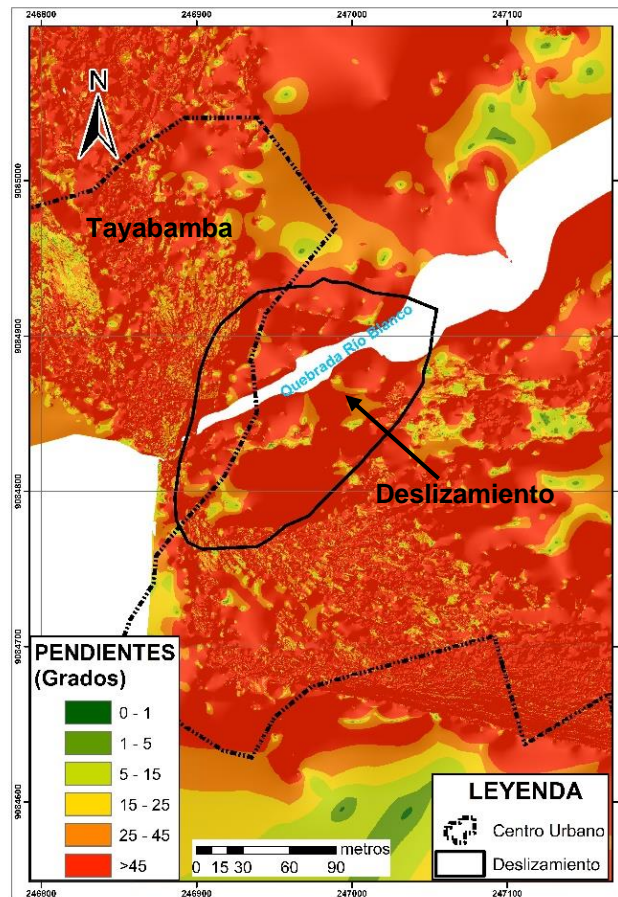 246800 246900 247000 247100
N
9085000
Tayabamba
9084900
Quebrada Río Blanco
9084800
Deslizamiento
9084700
9084600
PENDIENTES
(Grados)
0 - 1
1 - 5
5 - 15
15 - 25
25 - 45
>45
metros
0 15 30 60 90
LEYENDA
Centro Urbano
Deslizamiento
246800 246900 247000 247100